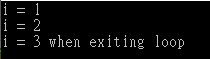 i = 1
i = 2
i = 3 when exiting loop